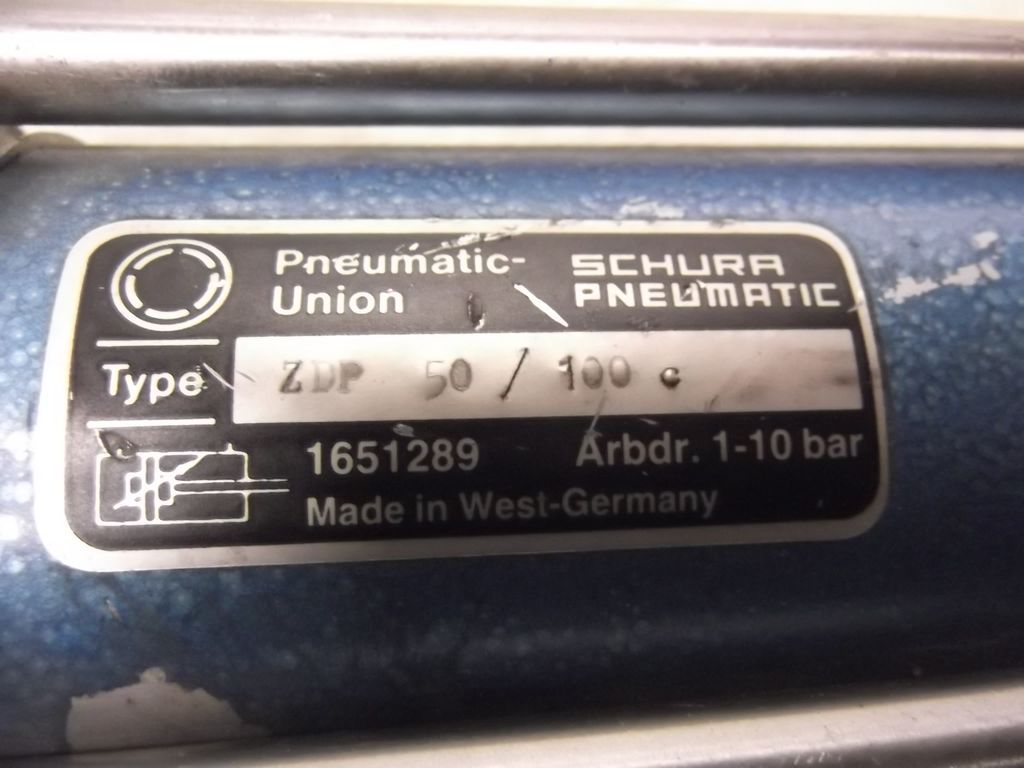 Pneumatic-
Union
SCHURA
PNEUMATIC
Type ZDP 50 / 100 c
1651289 Arbdr. 1-10 bar
Made in West-Germany